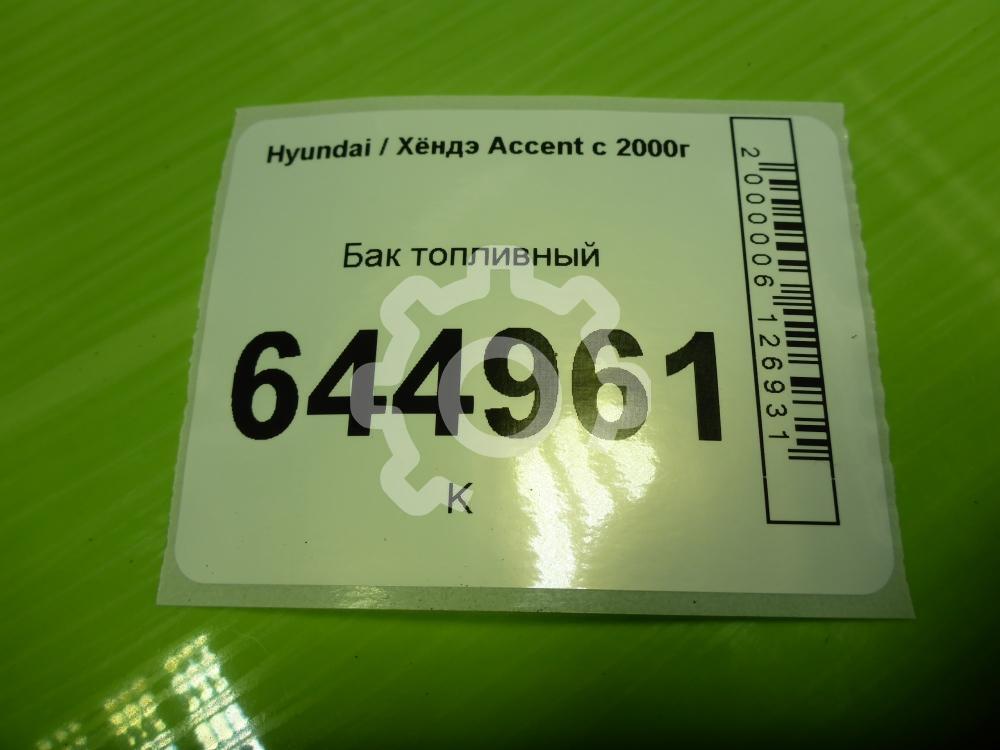 Hyundai / Хёндэ Accent с 2000г
Бак топливный
644961
К
2000006126931